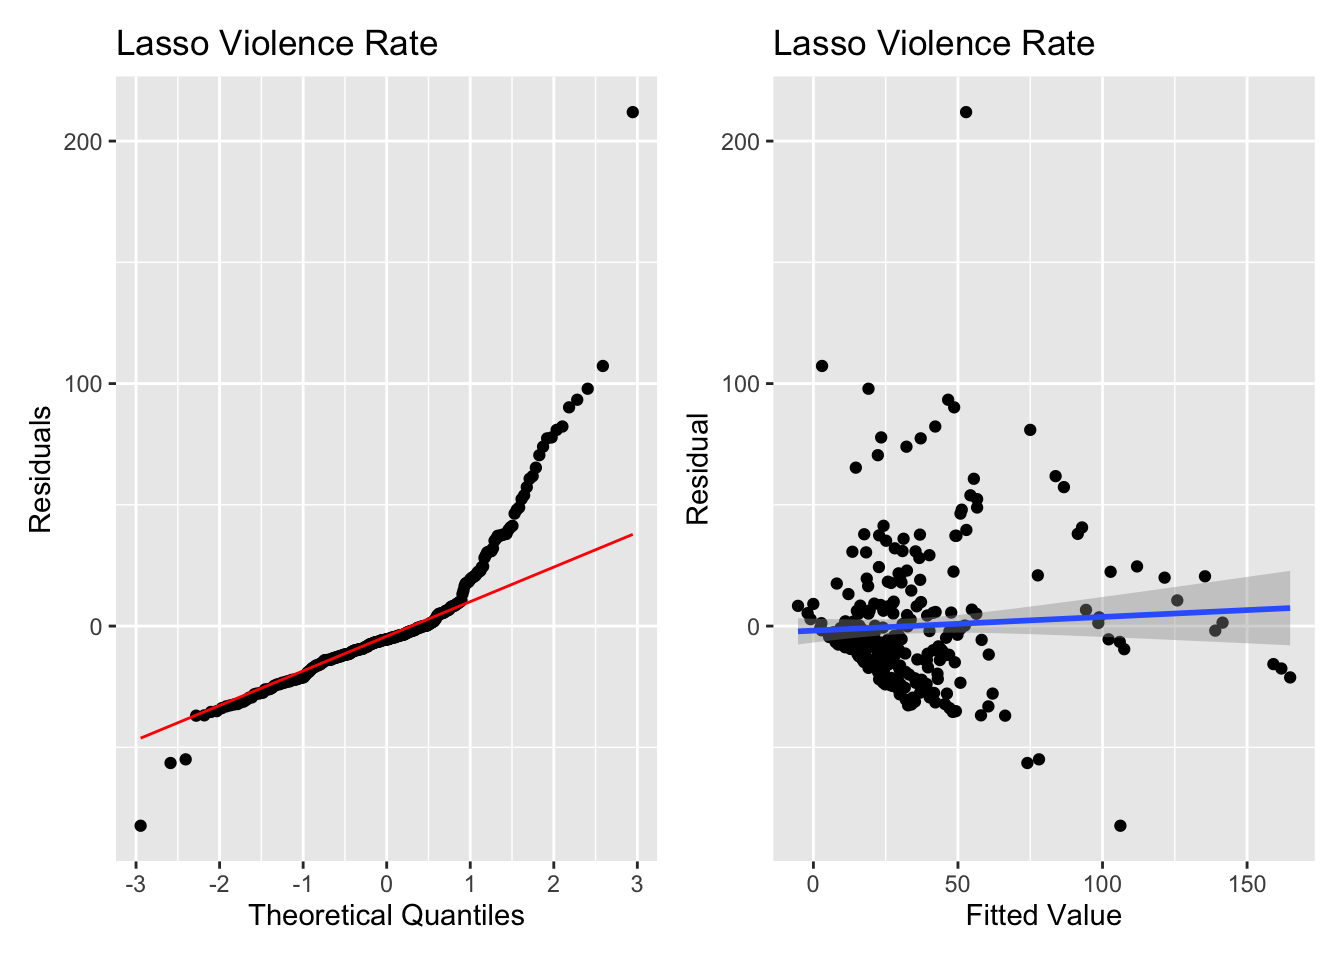 Lasso Violence Rate
200
100
0
Residuals
-3 -2 -1 0 1 2 3
Theoretical Quantiles
Lasso Violence Rate
200
100
0
Residual
0 50 100 150
Fitted Value